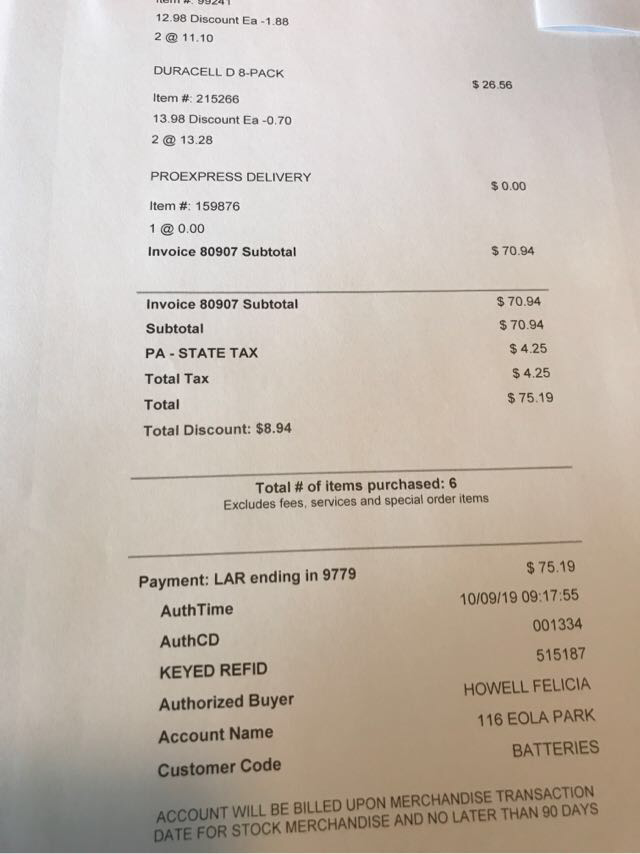 Item #: 99241
12.98 Discount Ea -1.88
2 @ 11.10
DURACELL D 8-PACK $ 26.56
Item #: 215266
13.98 Discount Ea -0.70
2 @ 13.28
PROEXPRESS DELIVERY $ 0.00
Item #: 159876
1 @ 0.00
Invoice 80907 Subtotal $ 70.94
Invoice 80907 Subtotal $ 70.94
Subtotal $ 70.94
PA - STATE TAX $ 4.25
Total Tax $ 4.25
Total $ 75.19
Total Discount: $8.94
Total # of items purchased: 6
Excludes fees, services and special order items
Payment: LAR ending in 9779 $ 75.19
AuthTime 10/09/19 09:17:55
AuthCD 001334
KEYED REFID 515187
Authorized Buyer HOWELL FELICIA
Account Name 116 EOLA PARK
Customer Code BATTERIES
ACCOUNT WILL BE BILLED UPON MERCHANDISE TRANSACTION
DATE FOR STOCK MERCHANDISE AND NO LATER THAN 90 DAYS